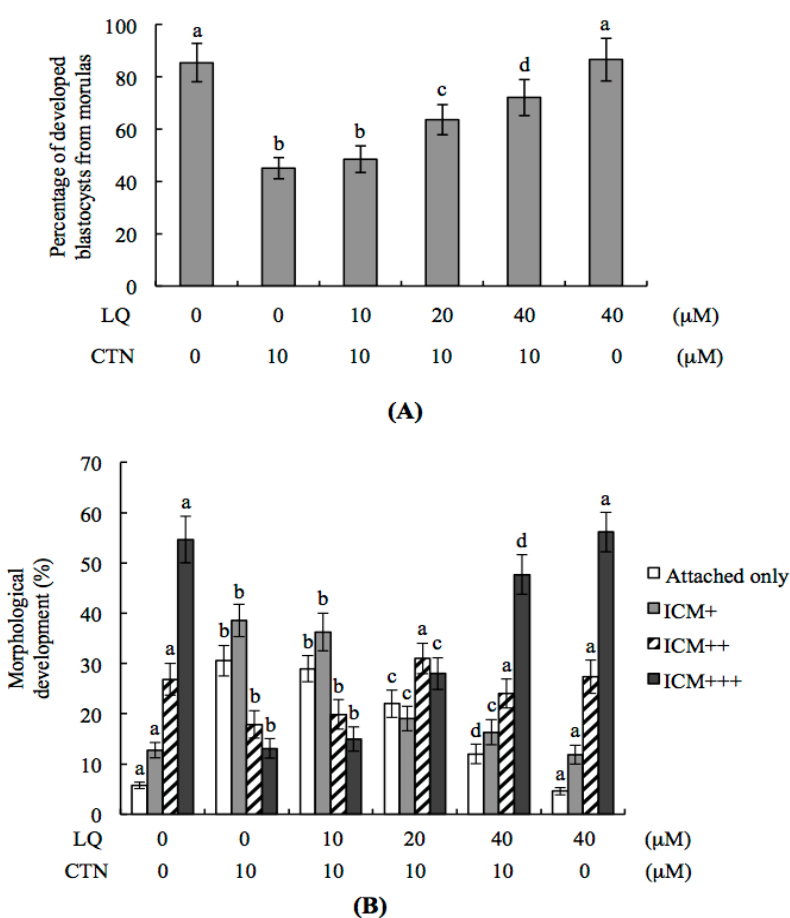 Percentage of developed
blastocysts from morulas
100
80
60
40
20
0
a
b
b
c
d
a
LQ 0 0 10 20 40 40 (μM)
CTN 0 10 10 10 10 0 (μM)
(A)
Morphological
development (%)
70
60
50
40
30
20
10
0
a a a a
b b b b
b b b b
c c a c
d c a d
a a a a
Attached only
ICM+
ICM++
ICM+++
LQ 0 0 10 20 40 40 (μM)
CTN 0 10 10 10 10 0 (μM)
(B)